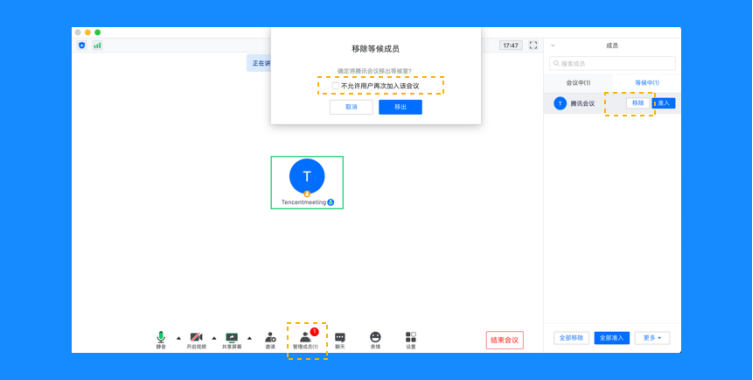 移除等候成员
确定将腾讯会议移出等候室?
不允许用户再次加入该会议
取消
移出
正在讲
17:47
成员
搜索成员
会议中(1)
等候中(1)
T
腾讯会议
移除
准入
T
Tencentmeeting
静音
开启视频
共享屏幕
邀请
1
管理成员(1)
聊天
表情
设置
结束会议
全部移除
全部准入
更多